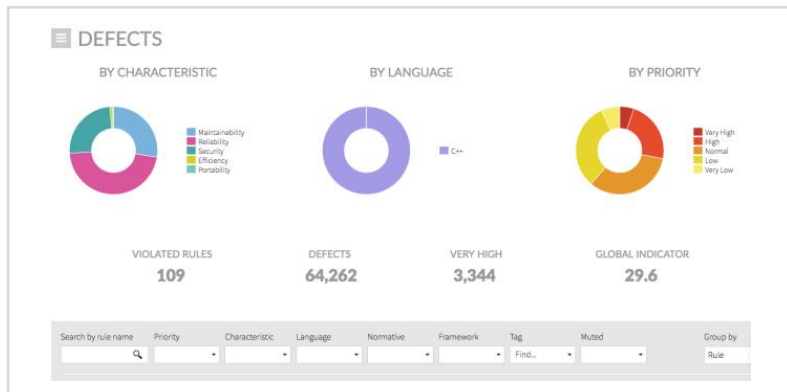 DEFECTS
BY CHARACTERISTIC
Maintainability
Reliability
Security
Efficiency
Portability
BY LANGUAGE
C++
BY PRIORITY
Very High
High
Normal
Low
Very Low
VIOLATED RULES
109
DEFECTS
64,262
VERY HIGH
3,344
GLOBAL INDICATOR
29.6
Search by rule name
Priority
Characteristic
Language
Normative
Framework
Tag
Find...
Muted
Group by
Rule